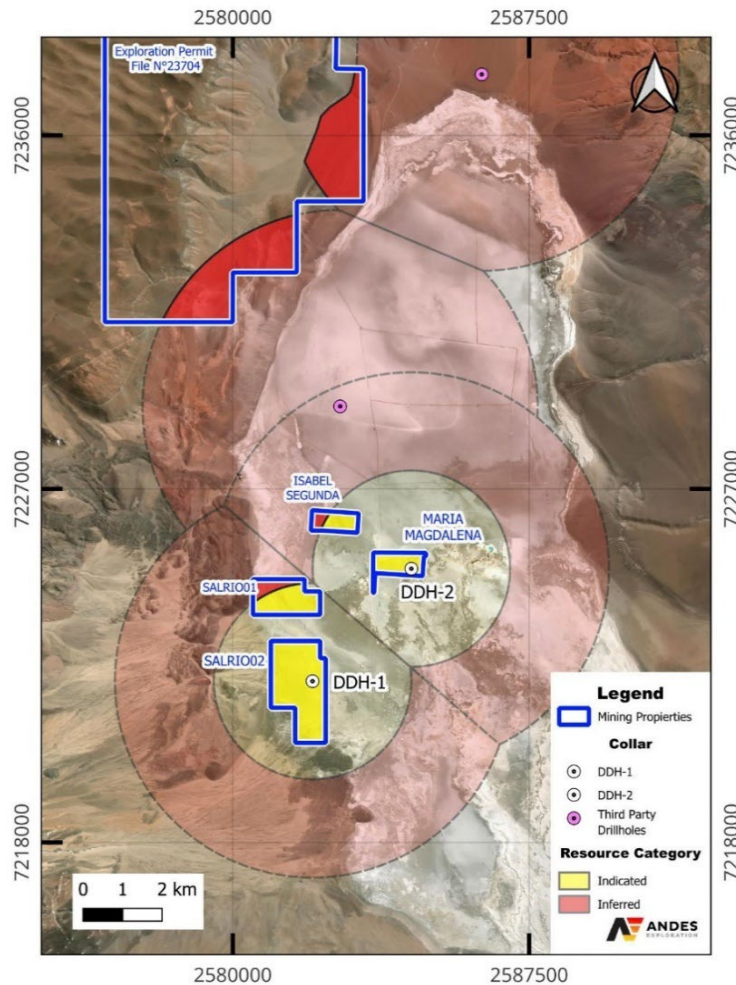 2580000
2587500
Exploration Permit
File N°23704
7236000
7236000
ISABEL
SEGUNDA
7227000
7227000
MARIA
MAGDALENA
DDH-2
SALRIO01
SALRIO02
DDH-1
Legend
Mining Propierties
Collar
DDH-1
DDH-2
Third Party
Drillholes
Resource Category
Indicated
Inferred
ANDES
EXPLORATION
7218000
7218000
0 1 2 km
2580000
2587500